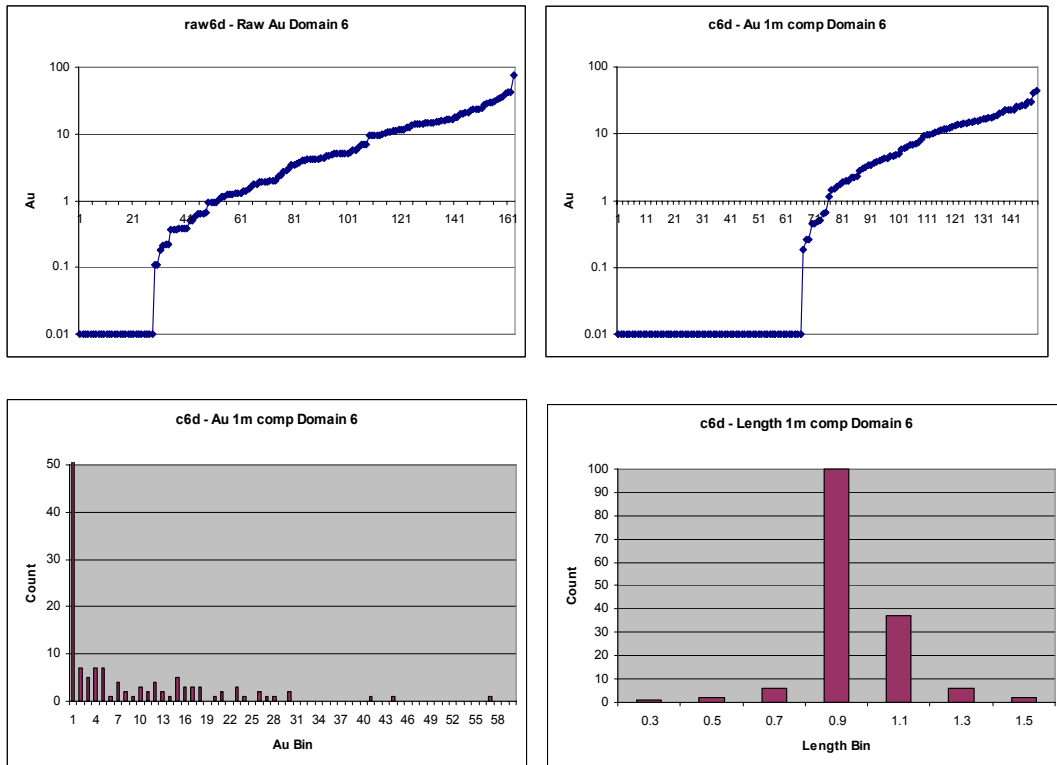 raw6d - Raw Au Domain 6
Au
100
10
1
0.1
0.01
1 21 41 61 81 101 121 141 161
c6d - Au 1m comp Domain 6
Au
100
10
1
0.1
0.01
1 11 21 31 41 51 61 71 81 91 101 111 121 131 141
c6d - Au 1m comp Domain 6
Count
50
40
30
20
10
0
1 4 7 10 13 16 19 22 25 28 31 34 37 40 43 46 49 52 55 58
Au Bin
c6d - Length 1m comp Domain 6
Count
100
90
80
70
60
50
40
30
20
10
0
0.3 0.5 0.7 0.9 1.1 1.3 1.5
Length Bin